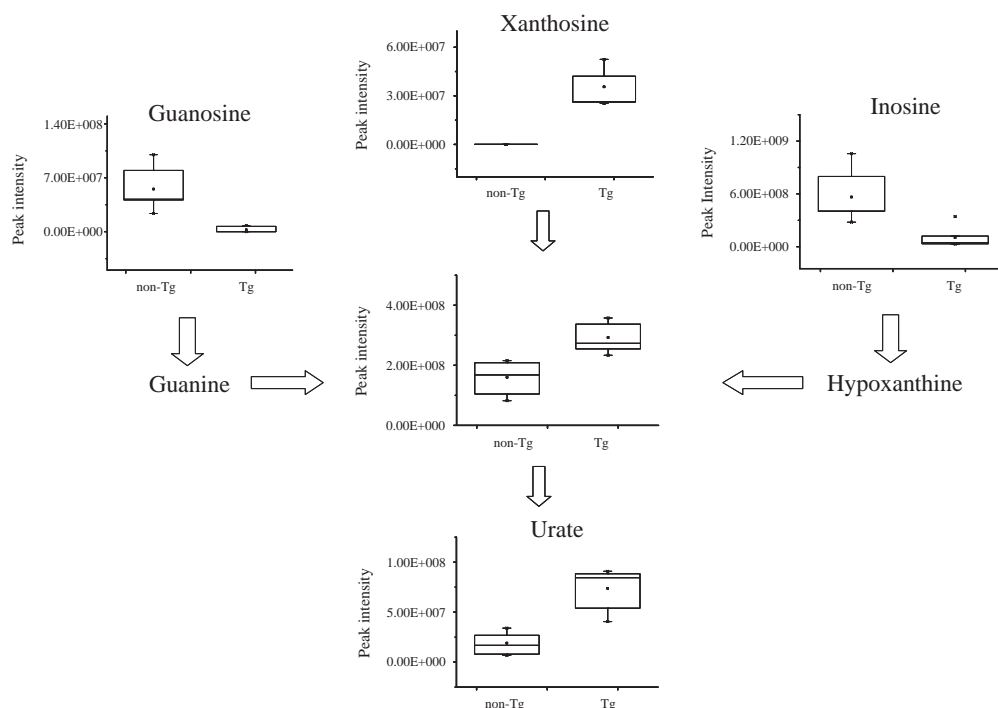 Xanthosine
6.00E+007
3.00E+007
0.00E+000
Peak intensity
non-Tg
Tg
Guanosine
1.40E+008
7.00E+007
0.00E+000
Peak intensity
non-Tg
Tg
Inosine
1.20E+009
6.00E+008
0.00E+000
Peak Intensity
non-Tg
Tg
Guanine
4.00E+008
2.00E+008
0.00E+000
Peak intensity
non-Tg
Tg
Hypoxanthine
Urate
1.00E+008
5.00E+007
0.00E+000
Peak intensity
non-Tg
Tg